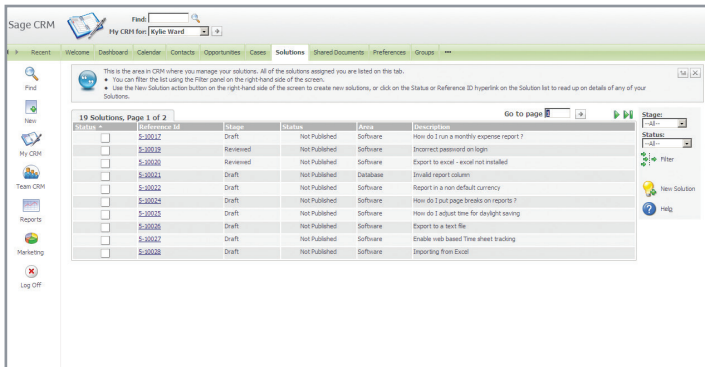 Sage CRM
Find:
My CRM for: Kylie Ward
Recent Welcome Dashboard Calendar Contacts Opportunities Cases Solutions Shared Documents Preferences Groups •••
This is the area in CRM where you manage your solutions. All of the solutions assigned you are listed on this tab.
• You can filter the list using the Filter panel on the right-hand side of the screen.
• Use the New Solution action button on the right-hand side of the screen to create new solutions, or click on the Status or Reference ID hyperlink on the Solution list to read up on details of any of your
Solutions.
Find
New
My CRM
Team CRM
Reports
Marketing
Log Off
19 Solutions, Page 1 of 2
Go to page
Status Reference Id Stage Status Area Description
5-10017 Draft Not Published Software How do I run a monthly expense report ?
5-10019 Reviewed Not Published Software Incorrect password on login
5-10020 Reviewed Not Published Software Export to excel - excel not installed
5-10021 Draft Not Published Database Invalid report column
5-10022 Draft Not Published Software Report in a non default currency
5-10024 Draft Not Published Software How do I put page breaks on reports ?
5-10025 Draft Not Published Software How do I adjust time for daylight saving
5-10026 Draft Not Published Software Export to a text file
5-10027 Draft Not Published Software Enable web based Time sheet tracking
5-10028 Draft Not Published Software Importing from Excel
Stage:
--All--
Status:
--All--
Filter
New Solution
Help